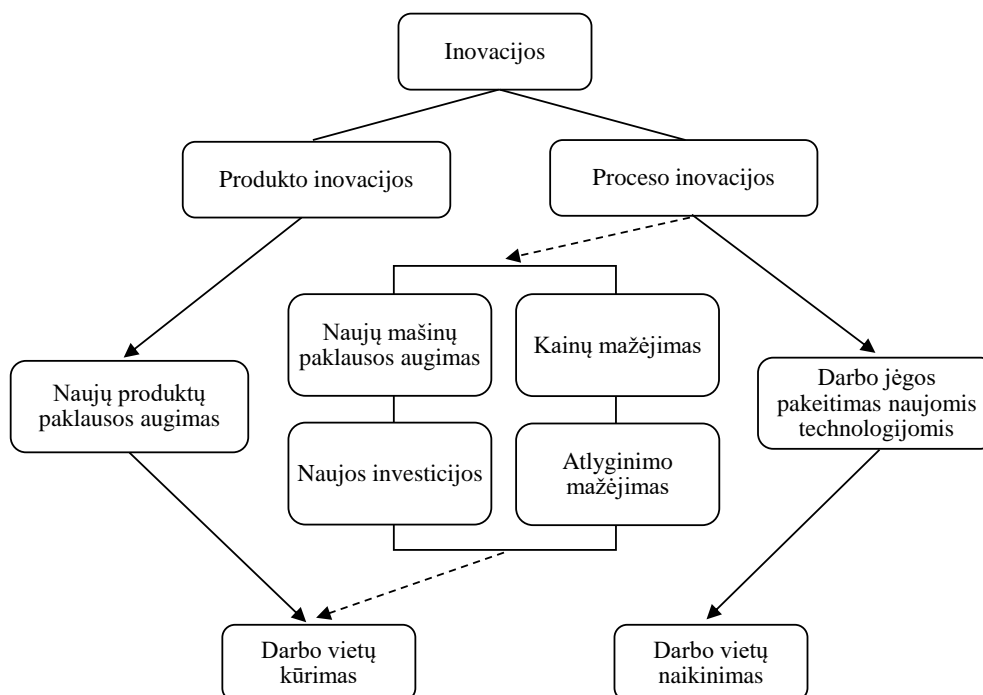 Inovacijos
Produkto inovacijos
Proceso inovacijos
Naujų mašinų
paklausos augimas
Kainų mažėjimas
Naujų produktų
paklausos augimas
Darbo jėgos
pakeitimas naujomis
technologijomis
Naujos investicijos
Atlyginimo
mažėjimas
Darbo vietų
kūrimas
Darbo vietų
naikinimas